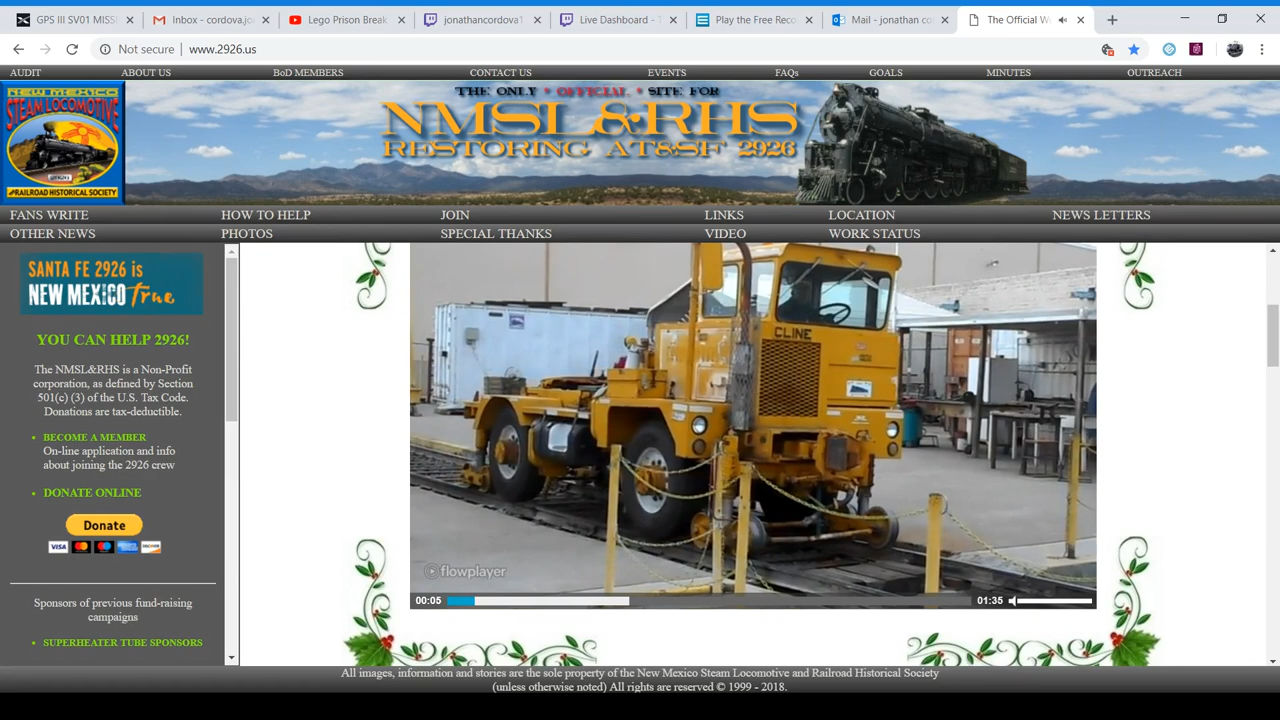 GPS III SV01 MISSI
Inbox - cordova.jo
Lego Prison Break
jonathancordova1
Live Dashboard - T
Play the Free Reco
Mail - jonathan co
The Official W
Not secure | www.2926.us
AUDIT ABOUT US BoD MEMBERS CONTACT US EVENTS FAQs GOALS MINUTES OUTREACH
NEW MEXICO
STEAM LOCOMOTIVE
AND RAILROAD HISTORICAL SOCIETY
THE ONLY * OFFICIAL * SITE FOR
NMSL&RHS
RESTORING AT&SF 2926
FANS WRITE HOW TO HELP JOIN LINKS LOCATION NEWS LETTERS
OTHER NEWS PHOTOS SPECIAL THANKS VIDEO WORK STATUS
SANTA FE 2926 is
NEW MEXICO True
YOU CAN HELP 2926!
The NMSL&RHS is a Non-Profit
corporation, as defined by Section
501(c) (3) of the U.S. Tax Code.
Donations are tax-deductible.
BECOME A MEMBER
On-line application and info
about joining the 2926 crew
DONATE ONLINE
Donate
VISA
DISCOVER
Sponsors of previous fund-raising
campaigns
SUPERHEATER TUBE SPONSORS
CLINE
flowplayer
00:05 01:35
All images, information and stories are the sole property of the New Mexico Steam Locomotive and Railroad Historical Society
(unless otherwise noted) All rights are reserved © 1999 - 2018.